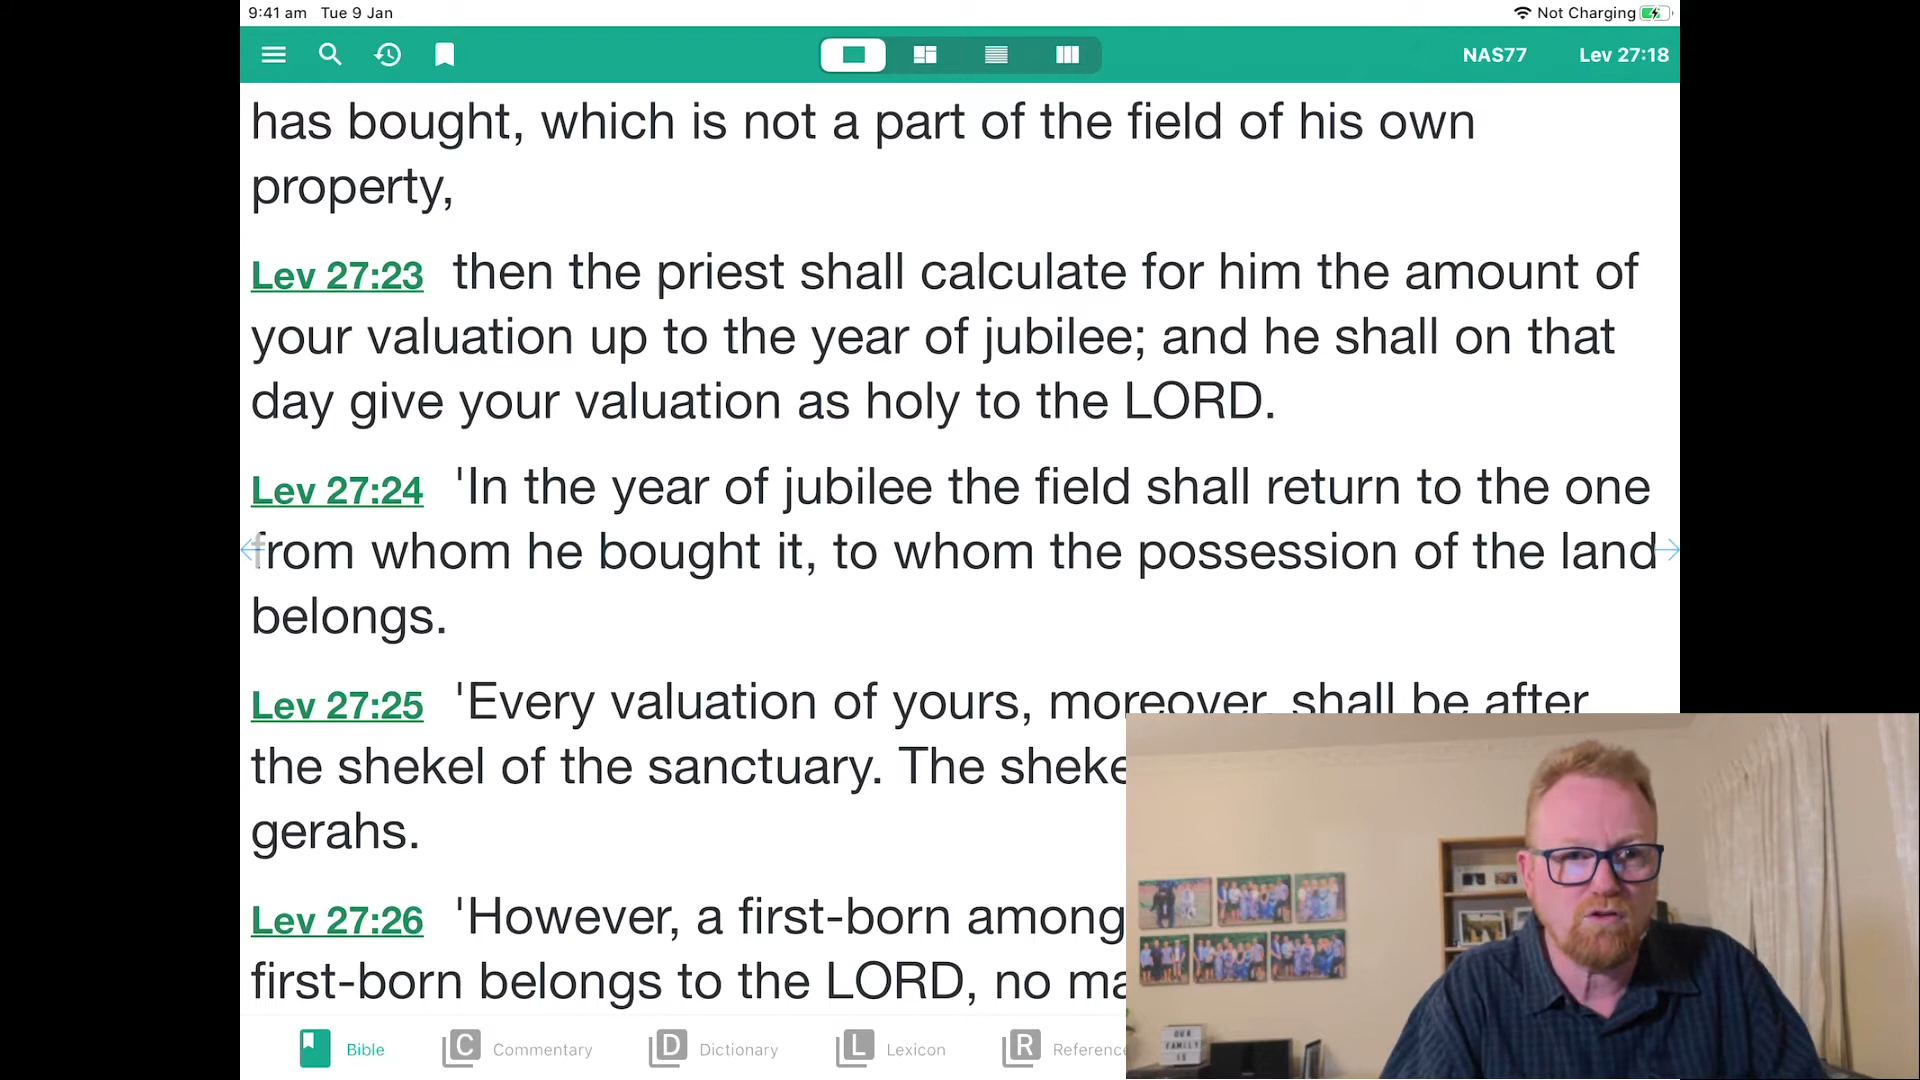 9:41 am Tue 9 Jan Not Charging
NAS77 Lev 27:18
has bought, which is not a part of the field of his own
property,
Lev 27:23 then the priest shall calculate for him the amount of
your valuation up to the year of jubilee; and he shall on that
day give your valuation as holy to the LORD.
Lev 27:24 'In the year of jubilee the field shall return to the one
from whom he bought it, to whom the possession of the land
belongs.
Lev 27:25 'Every valuation of yours, moreover, shall be after
the shekel of the sanctuary. The sheke
gerahs.
Lev 27:26 'However, a first-born among
first-born belongs to the LORD, no ma
C D L R
Bible Commentary Dictionary Lexicon Reference
OUR
FAMILY
IS